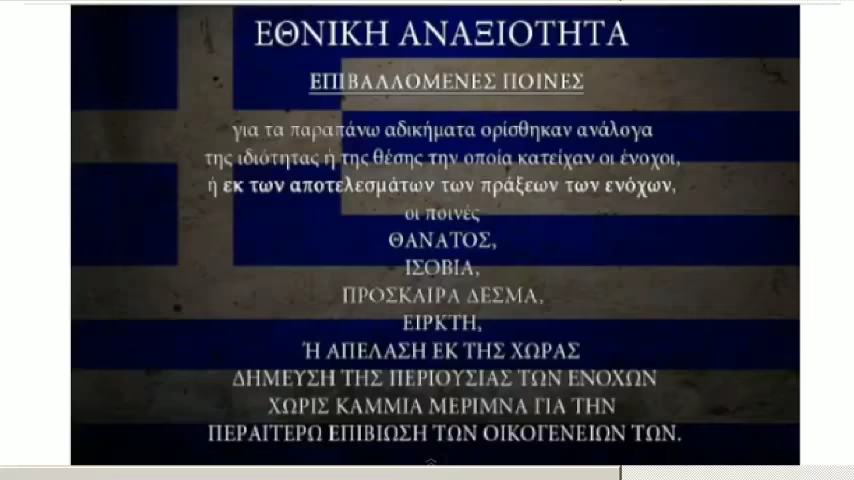 ΕΘΝΙΚΗ ΑΝΑΞΙΟΤΗΤΑ
ΕΠΙΒΑΛΛΟΜΕΝΕΣ ΠΟΙΝΕΣ
για τα παραπάνω αδικήματα ορίσθηκαν ανάλογα
της ιδιότητας ή της θέσης την οποία κατείχαν οι ένοχοι,
ή εκ των αποτελεσμάτων των πράξεων των ενόχων,
οι ποινές
ΘΑΝΑΤΟΣ,
ΙΣΟΒΙΑ,
ΠΡΟΣΚΑΙΡΑ ΔΕΣΜΑ,
ΕΙΡΚΤΗ,
Ή ΑΠΕΛΑΣΗ ΕΚ ΤΗΣ ΧΩΡΑΣ
ΔΗΜΕΥΣΗ ΤΗΣ ΠΕΡΙΟΥΣΙΑΣ ΤΩΝ ΕΝΟΧΩΝ
ΧΩΡΙΣ ΚΑΜΜΙΑ ΜΕΡΙΜΝΑ ΓΙΑ ΤΗΝ
ΠΕΡΑΙΤΕΡΩ ΕΠΙΒΙΩΣΗ ΤΩΝ ΟΙΚΟΓΕΝΕΙΩΝ ΤΩΝ.